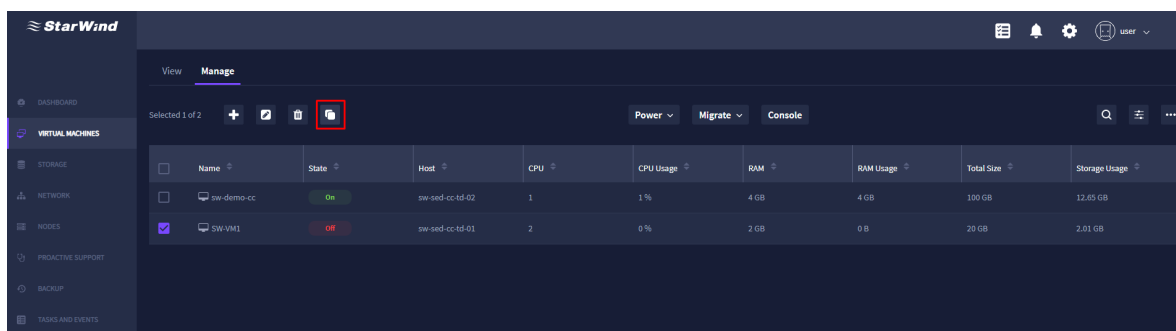 StarWind
user
View Manage
DASHBOARD
Selected 1 of 2 Power Migrate Console
VIRTUAL MACHINES
STORAGE
Name State Host CPU CPU Usage RAM RAM Usage Total Size Storage Usage
NETWORK
sw-demo-cc On sw-sed-cc-td-02 1 1 % 4 GB 4 GB 100 GB 12.65 GB
NODES
SW-VM1 Off sw-sed-cc-td-01 2 0 % 2 GB 0 B 20 GB 2.01 GB
PROACTIVE SUPPORT
BACKUP
TASKS AND EVENTS